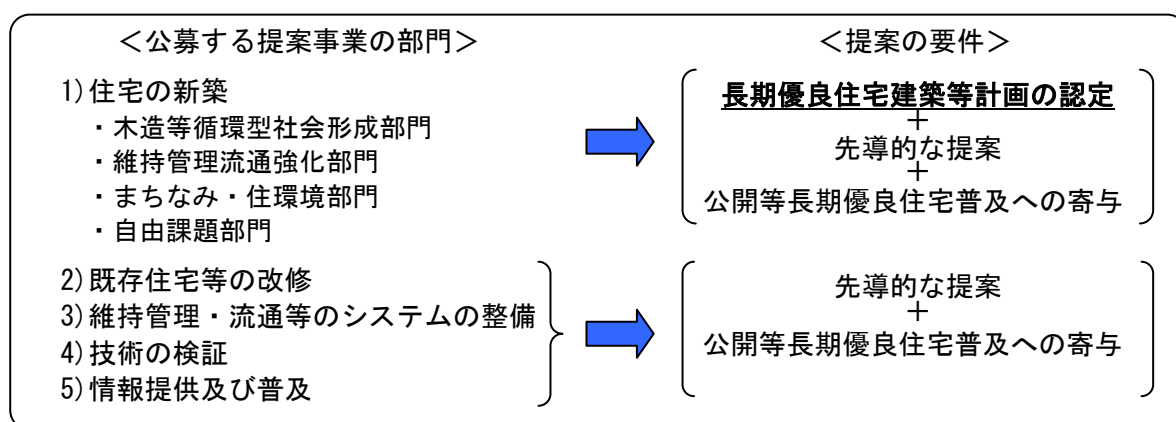 ＜公募する提案事業の部門＞
1) 住宅の新築
・木造等循環型社会形成部門
・維持管理流通強化部門
・まちなみ・住環境部門
・自由課題部門
2) 既存住宅等の改修
3) 維持管理・流通等のシステムの整備
4) 技術の検証
5) 情報提供及び普及
＜提案の要件＞
長期優良住宅建築等計画の認定
＋
先導的な提案
＋
公開等長期優良住宅普及への寄与
先導的な提案
＋
公開等長期優良住宅普及への寄与